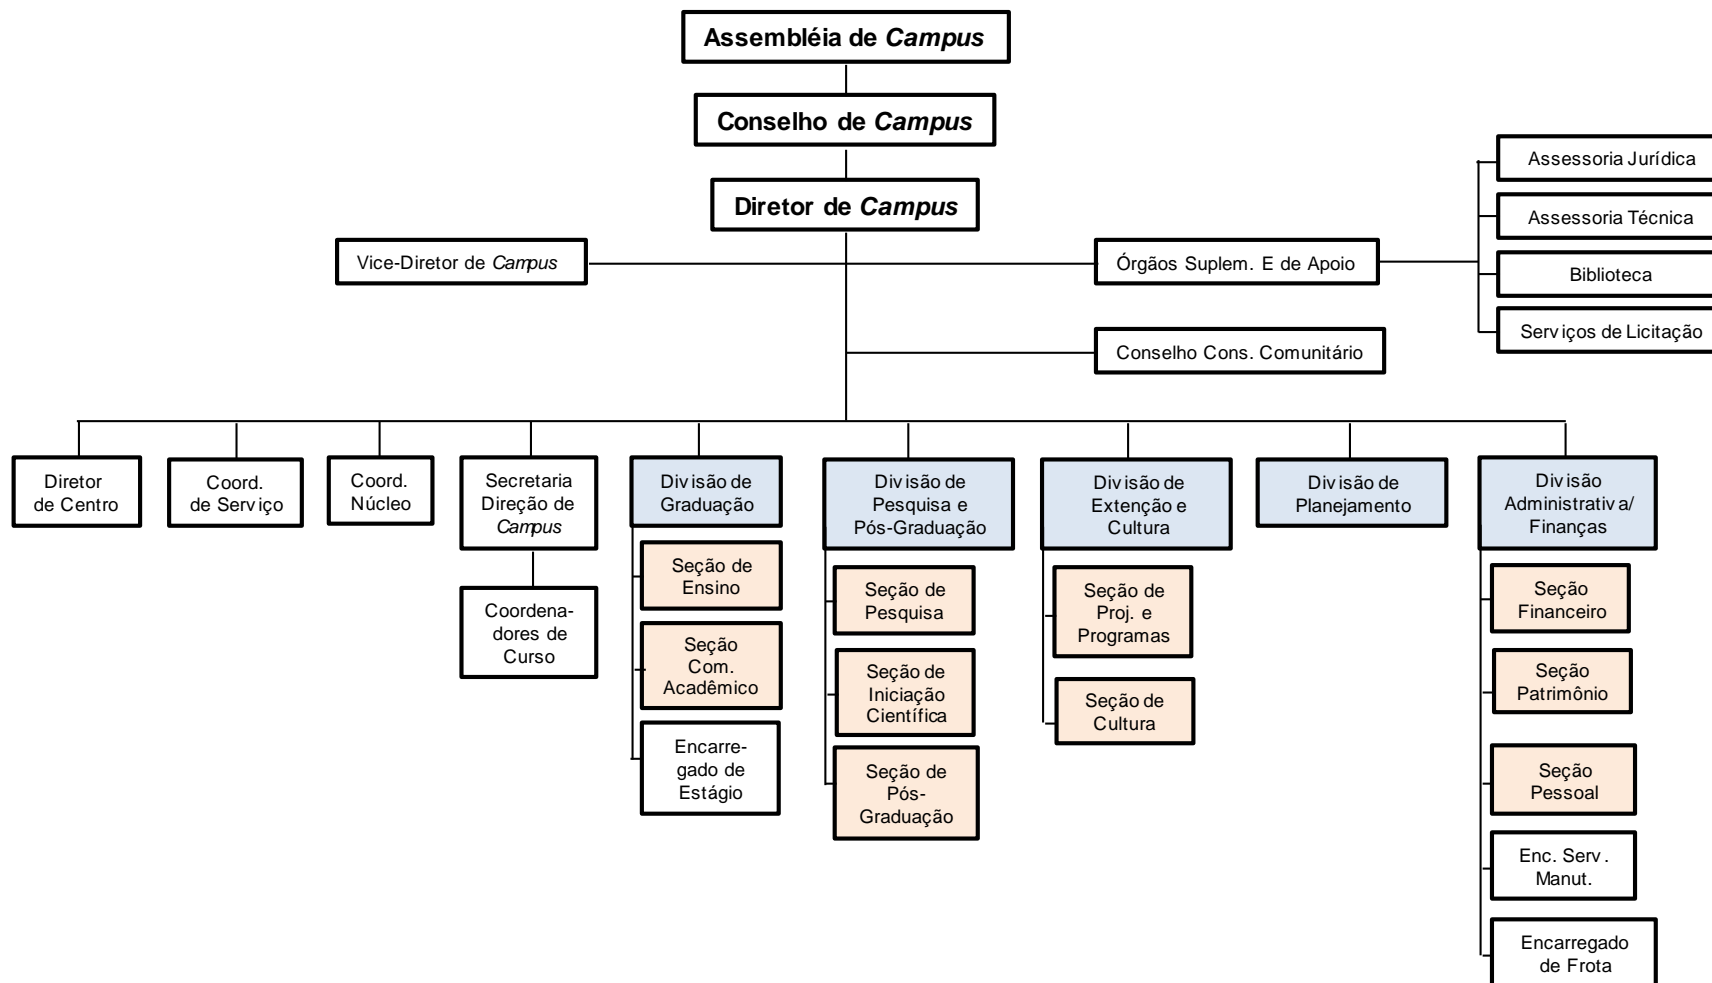 Assembléia de Campus
Conselho de Campus
Diretor de Campus
Vice-Diretor de Campus
Órgãos Suplem. E de Apoio
Assessoria Jurídica
Assessoria Técnica
Biblioteca
Serviços de Licitação
Conselho Cons. Comunitário
Diretor
de Centro
Coord.
de Serviço
Coord.
Núcleo
Secretaria
Direção de
Campus
Coordena-
dores de
Curso
Divisão de
Graduação
Seção de
Ensino
Seção
Com.
Acadêmico
Encarre-
gado de
Estágio
Divisão de
Pesquisa e
Pós-Graduação
Seção de
Pesquisa
Seção de
Iniciação
Científica
Seção de
Pós-
Graduação
Divisão de
Extenção e
Cultura
Seção de
Proj. e
Programas
Seção de
Cultura
Divisão de
Planejamento
Divisão
Administrativa/
Finanças
Seção
Financeiro
Seção
Patrimônio
Seção
Pessoal
Enc. Serv.
Manut.
Encarregado
de Frota